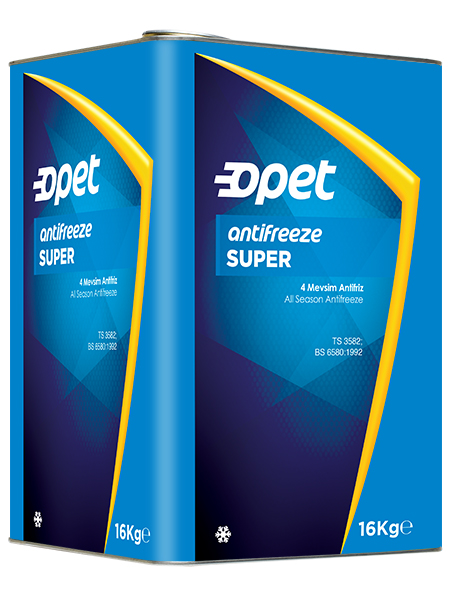 opet
antifreeze
SUPER
4 Mevsim Antifriz
All Season Antifreeze
TS 3582;
BS 6580:1992
16Kg℮
opet
antifreeze
SUPER
4 Mevsim Antifriz
All Season Antifreeze
TS 3582;
BS 6580:1992
16Kg℮